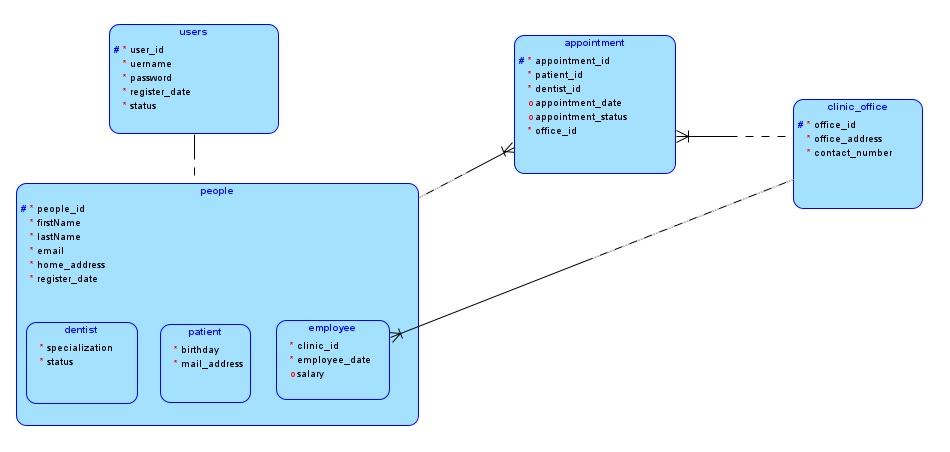 users
# * user_id
* uername
* password
* register_date
* status
appointment
# * appointment_id
* patient_id
* dentist_id
o appointment_date
o appointment_status
* office_id
clinic_office
# * office_id
* office_address
* contact_number
people
# * people_id
* firstName
* lastName
* email
* home_address
* register_date
dentist
* specialization
* status
patient
* birthday
* mail_address
employee
* clinic_id
* employee_date
o salary